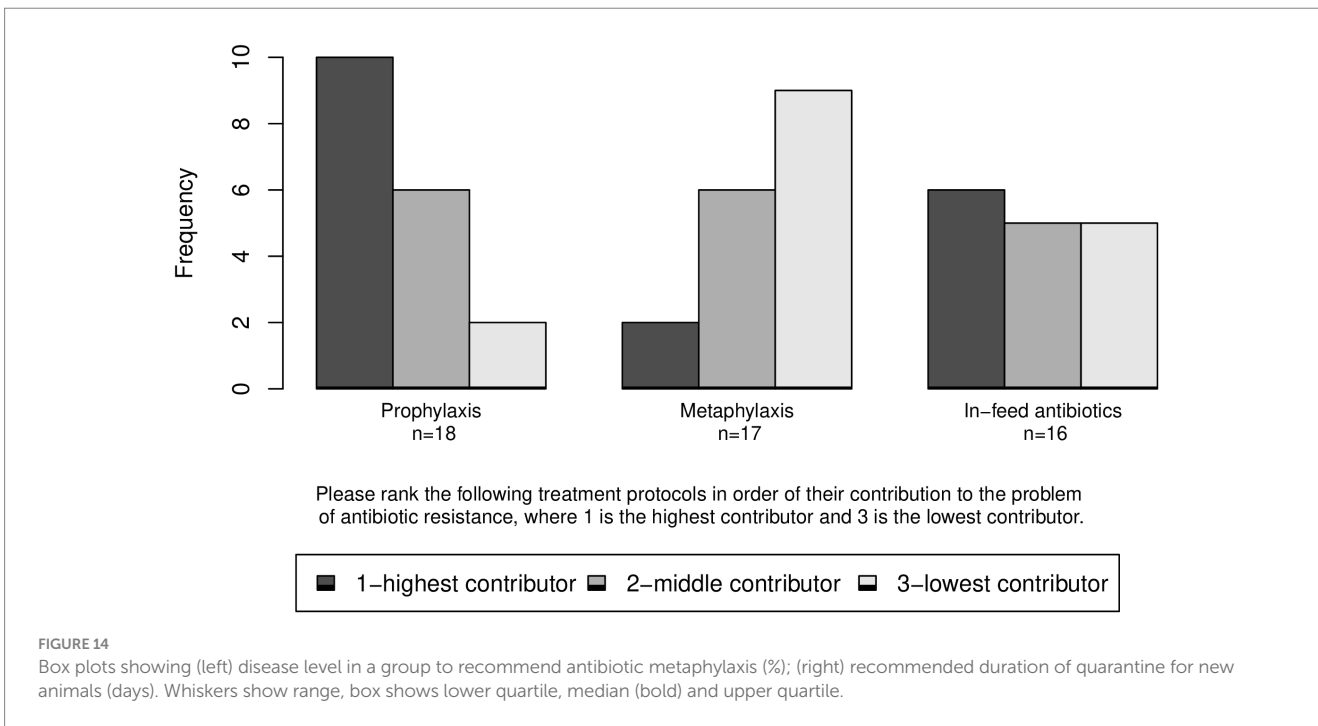 10
8
6
4
2
0
Frequency
Prophylaxis
n=18
Metaphylaxis
n=17
In−feed antibiotics
n=16
Please rank the following treatment protocols in order of their contribution to the problem
of antibiotic resistance, where 1 is the highest contributor and 3 is the lowest contributor.
1−highest contributor 2−middle contributor 3−lowest contributor
FIGURE 14
Box plots showing (left) disease level in a group to recommend antibiotic metaphylaxis (%); (right) recommended duration of quarantine for new
animals (days). Whiskers show range, box shows lower quartile, median (bold) and upper quartile.